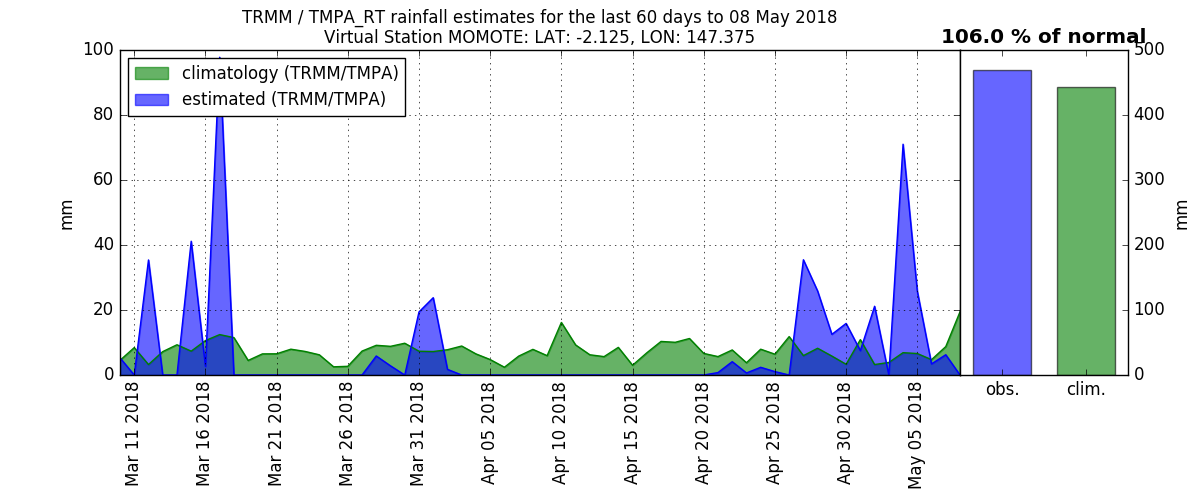 TRMM / TMPA_RT rainfall estimates for the last 60 days to 08 May 2018
Virtual Station MOMOTE: LAT: -2.125, LON: 147.375
106.0 % of normal
climatology (TRMM/TMPA)
estimated (TRMM/TMPA)
100
80
60
40
20
0
mm
Mar 11 2018
Mar 16 2018
Mar 21 2018
Mar 26 2018
Mar 31 2018
Apr 05 2018
Apr 10 2018
Apr 15 2018
Apr 20 2018
Apr 25 2018
Apr 30 2018
May 05 2018
500
400
300
200
100
0
mm
obs.
clim.